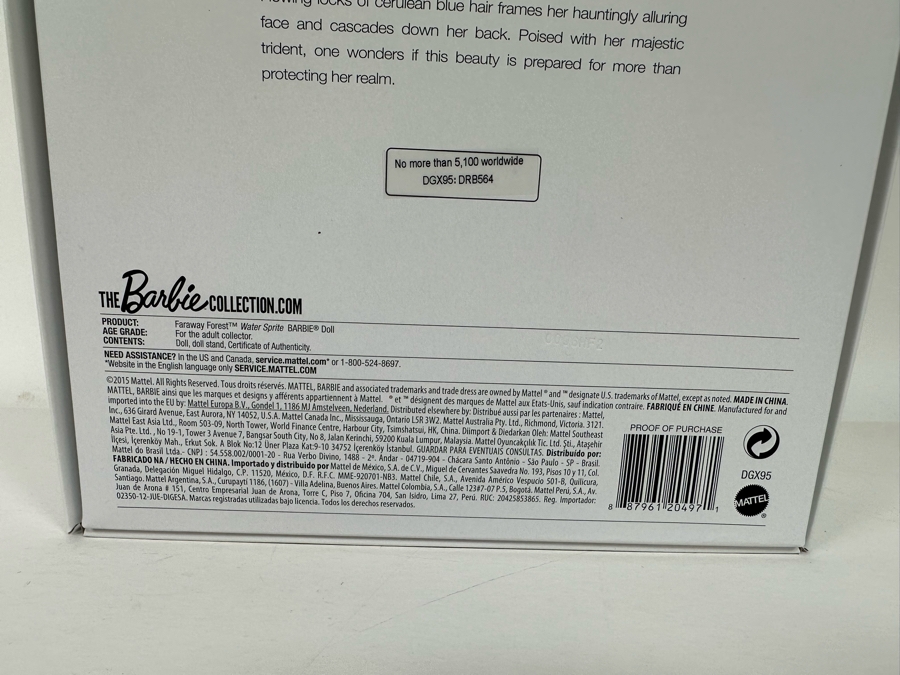 Flowing locks of cerulean blue hair frames her hauntingly alluring
face and cascades down her back. Poised with her majestic
trident, one wonders if this beauty is prepared for more than
protecting her realm.
No more than 5,100 worldwide
DGX95: DRB564
THE Barbie COLLECTION.COM
PRODUCT: Faraway Forest™ Water Sprite BARBIE® Doll
AGE GRADE: For the adult collector.
CONTENTS: Doll, doll stand, Certificate of Authenticity.
NEED ASSISTANCE? In the US and Canada, service.mattel.com* or 1-800-524-8697.
*Website in the English language only SERVICE.MATTEL.COM
©2015 Mattel. All Rights Reserved. Tous droits réservés. MATTEL, BARBIE and associated trademarks and trade dress are owned by Mattel ® and ™ designate U.S. trademarks of Mattel, except as noted. MADE IN CHINA.
MATTEL, BARBIE ainsi que les marques et designs y afférents appartiennent à Mattel. ® et ™ désignent des marques de Mattel aux États-Unis, sauf indication contraire. FABRIQUÉ EN CHINE. Manufactured for and
imported into the EU by: Mattel Europa B.V., Gondel 1, 1186 MJ Amstelveen, Nederland. Distributed elsewhere by: Distribué aussi par les partenaires : Mattel,
Inc., 636 Girard Avenue, East Aurora, NY 14052, U.S.A. Mattel Canada Inc., Mississauga, Ontario L5R 3W2. Mattel Australia Pty. Ltd., Richmond, Victoria. 3121.
Mattel East Asia Ltd., Room 503-09, North Tower, World Finance Centre, Harbour City, Tsimshatsui, HK, China. Diimport & Diedarkan Oleh: Mattel Southeast
Asia Pte. Ltd., No 19-1, Tower 3 Avenue 7, Bangsar South City, No 8, Jalan Kerinchi, 59200 Kuala Lumpur, Malaysia. Mattel Oyuncakçılık Tic. Ltd. Şti., Ataşehir
İlçesi, İçerenköy Mah., Erkut Sok. A Blok No:12 Üner Plaza Kat:9-10 34752 İçerenköy İstanbul. GUARDAR PARA EVENTUAIS CONSULTAS. Distribuído por:
Mattel do Brasil Ltda.- CNPJ : 54.558.002/0001-20 - Rua Verbo Divino, 1488 - 2º. Andar - 04719-904 - Chácara Santo Antônio - São Paulo - SP - Brasil.
FABRICADO NA / HECHO EN CHINA. Importado y distribuido por Mattel de México, S.A. de C.V., Miguel de Cervantes Saavedra No. 193, Pisos 10 y 11, Col.
Granada, Delegación Miguel Hidalgo, C.P. 11520, México, D.F. R.F.C. MME-920701-NB3. Mattel Chile, S.A., Avenida Américo Vespucio 501-B, Quilicura,
Santiago. Mattel Argentina, S.A., Curupaytí 1186, (1607) - Villa Adelina, Buenos Aires. Mattel Colombia, S.A., Calle 123#7-07 P.5, Bogotá. Mattel Perú, S.A., Av.
Juan de Arona # 151, Centro Empresarial Juan de Arona, Torre C, Piso 7, Oficina 704, San Isidro, Lima 27, Perú. RUC: 20425853865. Reg. Importador:
02350-12-JUE-DIGESA. Marcas registradas utilizadas bajo licencia. Todos los derechos reservados.
PROOF OF PURCHASE
8 87961 20497 1
DGX95
MATTEL
®